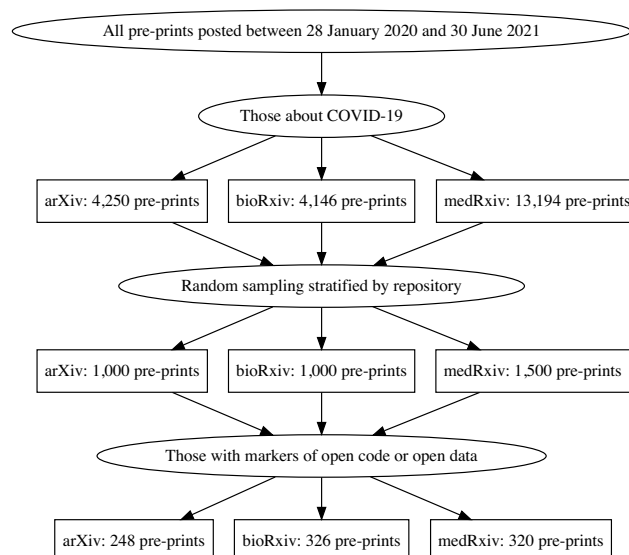 All pre-prints posted between 28 January 2020 and 30 June 2021
Those about COVID-19
arXiv: 4,250 pre-prints
bioRxiv: 4,146 pre-prints
medRxiv: 13,194 pre-prints
Random sampling stratified by repository
arXiv: 1,000 pre-prints
bioRxiv: 1,000 pre-prints
medRxiv: 1,500 pre-prints
Those with markers of open code or open data
arXiv: 248 pre-prints
bioRxiv: 326 pre-prints
medRxiv: 320 pre-prints